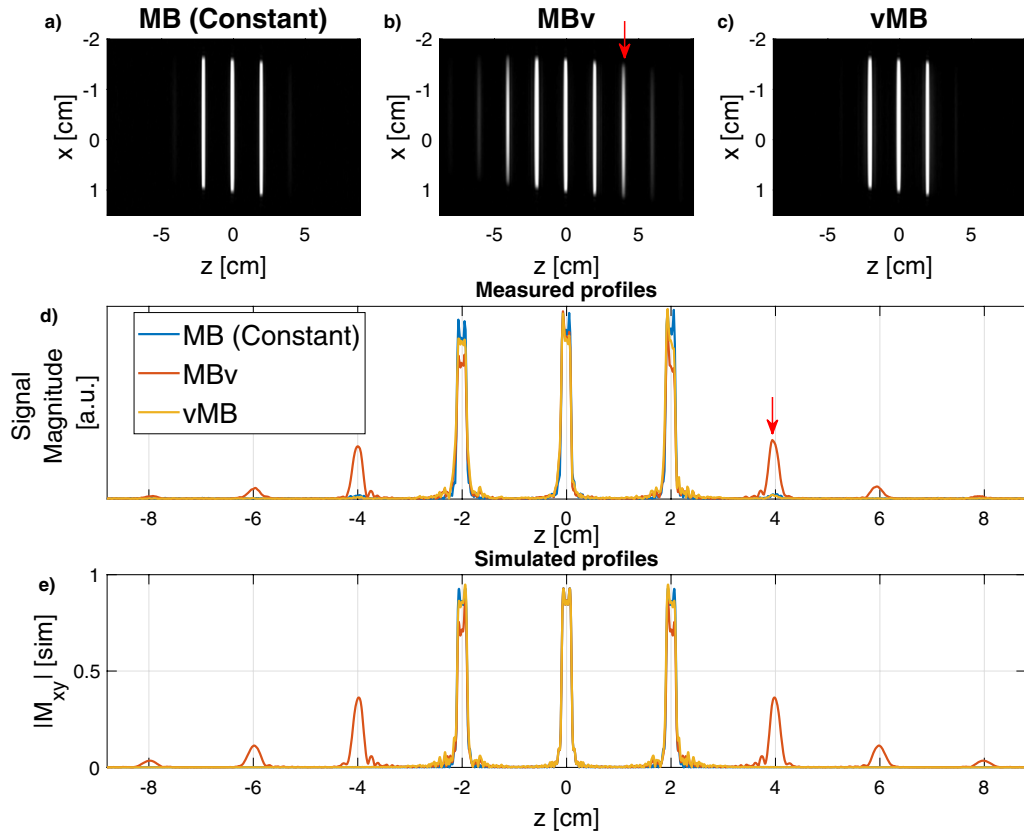 a) MB (Constant)
-2
-1
0
1
x [cm]
-5 0 5
z [cm]
b) MBv
-2
-1
0
1
x [cm]
-5 0 5
z [cm]
c) vMB
-2
-1
0
1
x [cm]
-5 0 5
z [cm]
Measured profiles
d)
MB (Constant)
MBv
vMB
Signal
Magnitude
[a.u.]
-8 -6 -4 -2 0 2 4 6 8
z [cm]
Simulated profiles
e)
1
0.5
0
|Mxy| [sim]
-8 -6 -4 -2 0 2 4 6 8
z [cm]